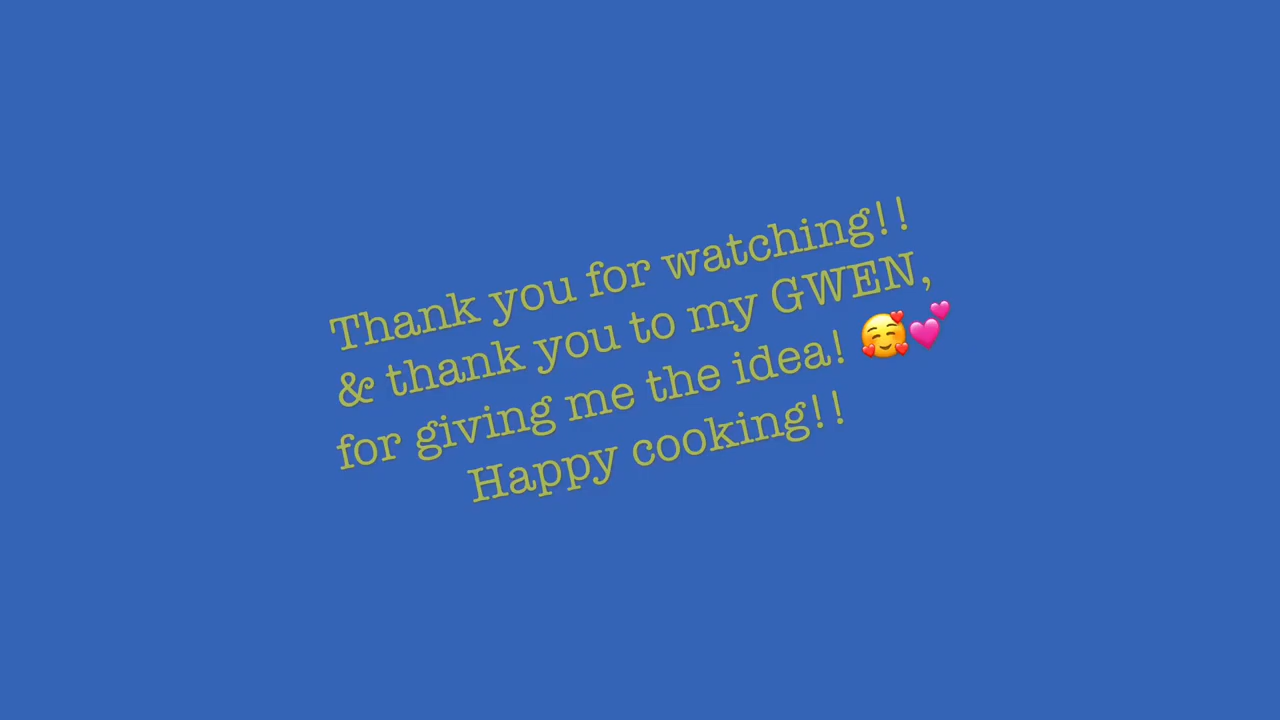 Thank you for watching!!
& thank you to my GWEN,
for giving me the idea! 🥰💕
Happy cooking!!